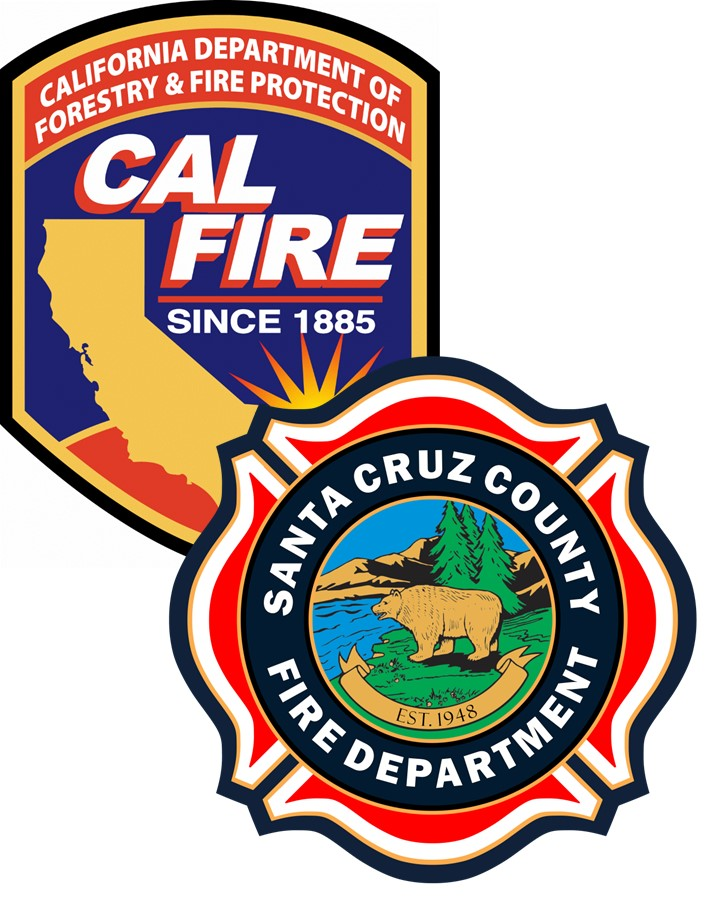 CALIFORNIA DEPARTMENT OF
FORESTRY & FIRE PROTECTION
CAL
FIRE
SINCE 1885
SANTA CRUZ COUNTY
EST. 1948
FIRE DEPARTMENT